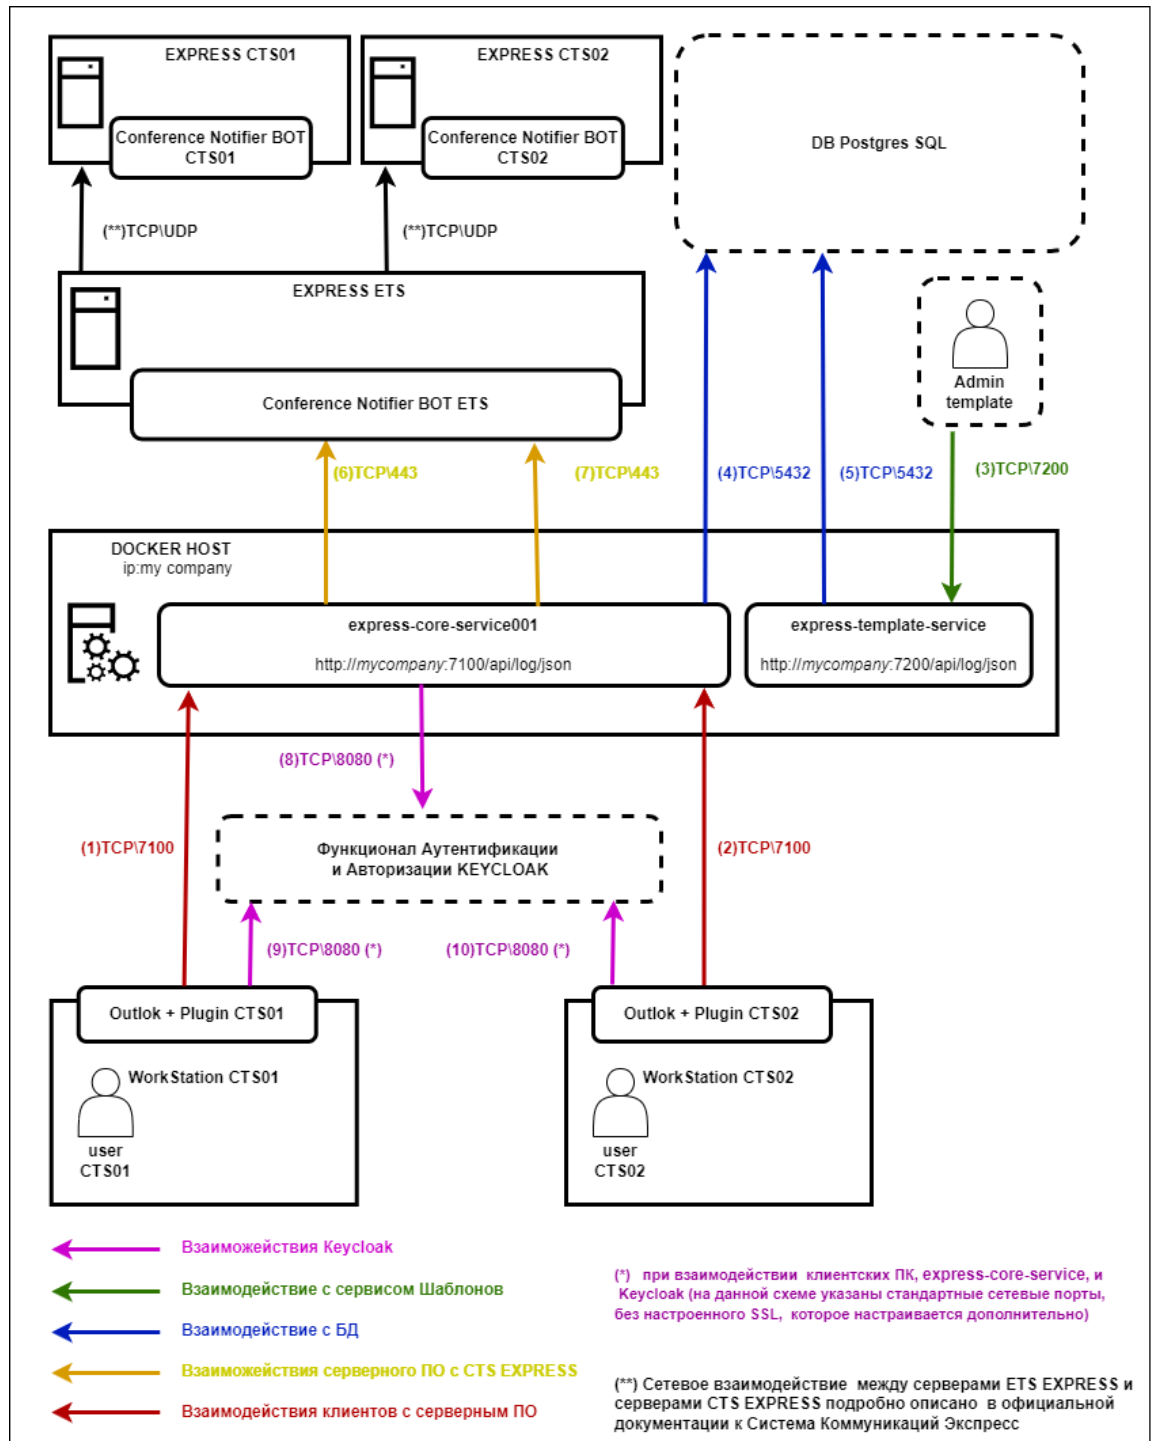 EXPRESS CTS01
EXPRESS CTS02
Conference Notifier BOT
CTS01
Conference Notifier BOT
CTS02
DB Postgres SQL
(**)TCP\UDP
(**)TCP\UDP
EXPRESS ETS
Conference Notifier BOT ETS
Admin
template
(6)TCP\443
(7)TCP\443
(4)TCP\5432
(5)TCP\5432
(3)TCP\7200
DOCKER HOST
ip:my company
express-core-service001
http://mycompany:7100/api/log/json
express-template-service
http://mycompany:7200/api/log/json
(8)TCP\8080 (*)
(1)TCP\7100
Функционал Аутентификации
и Авторизации KEYCLOAK
(2)TCP\7100
(9)TCP\8080 (*)
(10)TCP\8080 (*)
Outlok + Plugin CTS01
WorkStation CTS01
user
CTS01
Outlok + Plugin CTS02
WorkStation CTS02
user
CTS02
Взаиможействия Keycloak
Взаимодействие с сервисом Шаблонов
Взаимодействие с БД
Взаиможействия серверного ПО с CTS EXPRESS
Взаимодействия клиентов с серверным ПО
(*) при взаимодействии клиентских ПК, express-core-service, и
Keycloak (на данной схеме указаны стандартные сетевые порты,
без настроенного SSL, которое настраивается дополнительно)
(**) Сетевое взаимодействие между серверами ETS EXPRESS и
серверами CTS EXPRESS подробно описано в официальной
документации к Система Коммуникаций Экспресс